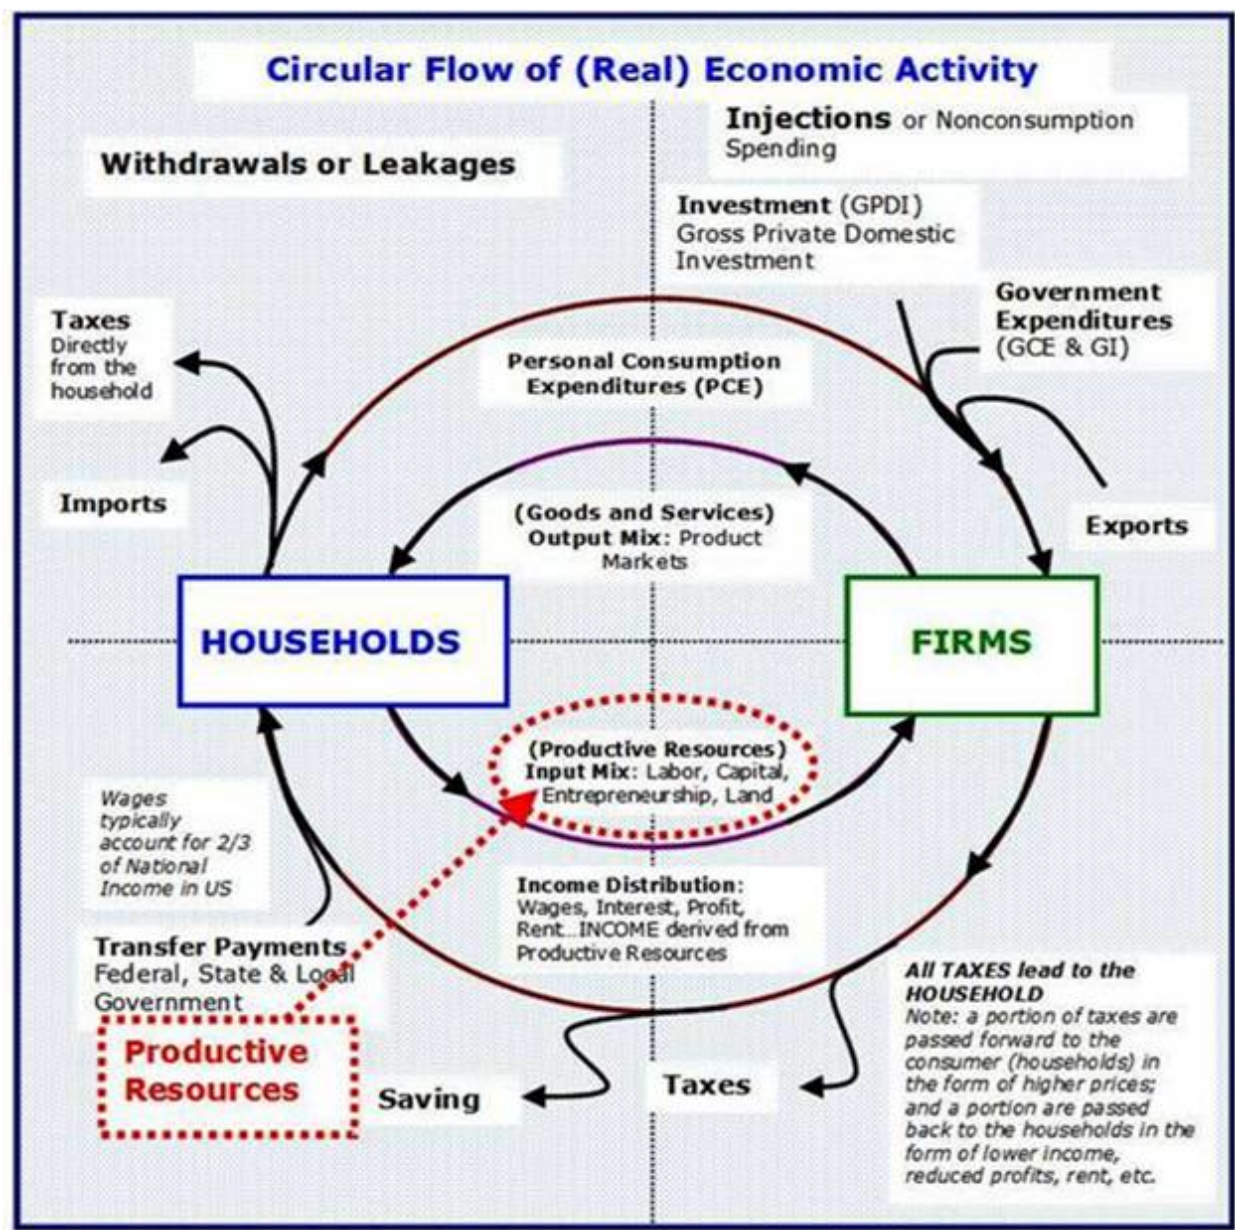 Circular Flow of (Real) Economic Activity
Withdrawals or Leakages
Injections or Nonconsumption
Spending
Investment (GPDI)
Gross Private Domestic
Investment
Government
Expenditures
(GCE & GI)
Taxes
Directly
from the
household
Personal Consumption
Expenditures (PCE)
Imports
(Goods and Services)
Output Mix: Product
Markets
Exports
HOUSEHOLDS
FIRMS
(Productive Resources)
Input Mix: Labor, Capital,
Entrepreneurship, Land
Wages
typically
account for 2/3
of National
Income in US
Income Distribution:
Wages, Interest, Profit,
Rent...INCOME derived from
Productive Resources
Transfer Payments
Federal, State & Local
Government
Productive
Resources
Saving
Taxes
All TAXES lead to the
HOUSEHOLD
Note: a portion of taxes are
passed forward to the
consumer (households) in
the form of higher prices;
and a portion are passed
back to the households in the
form of lower income,
reduced profits, rent, etc.